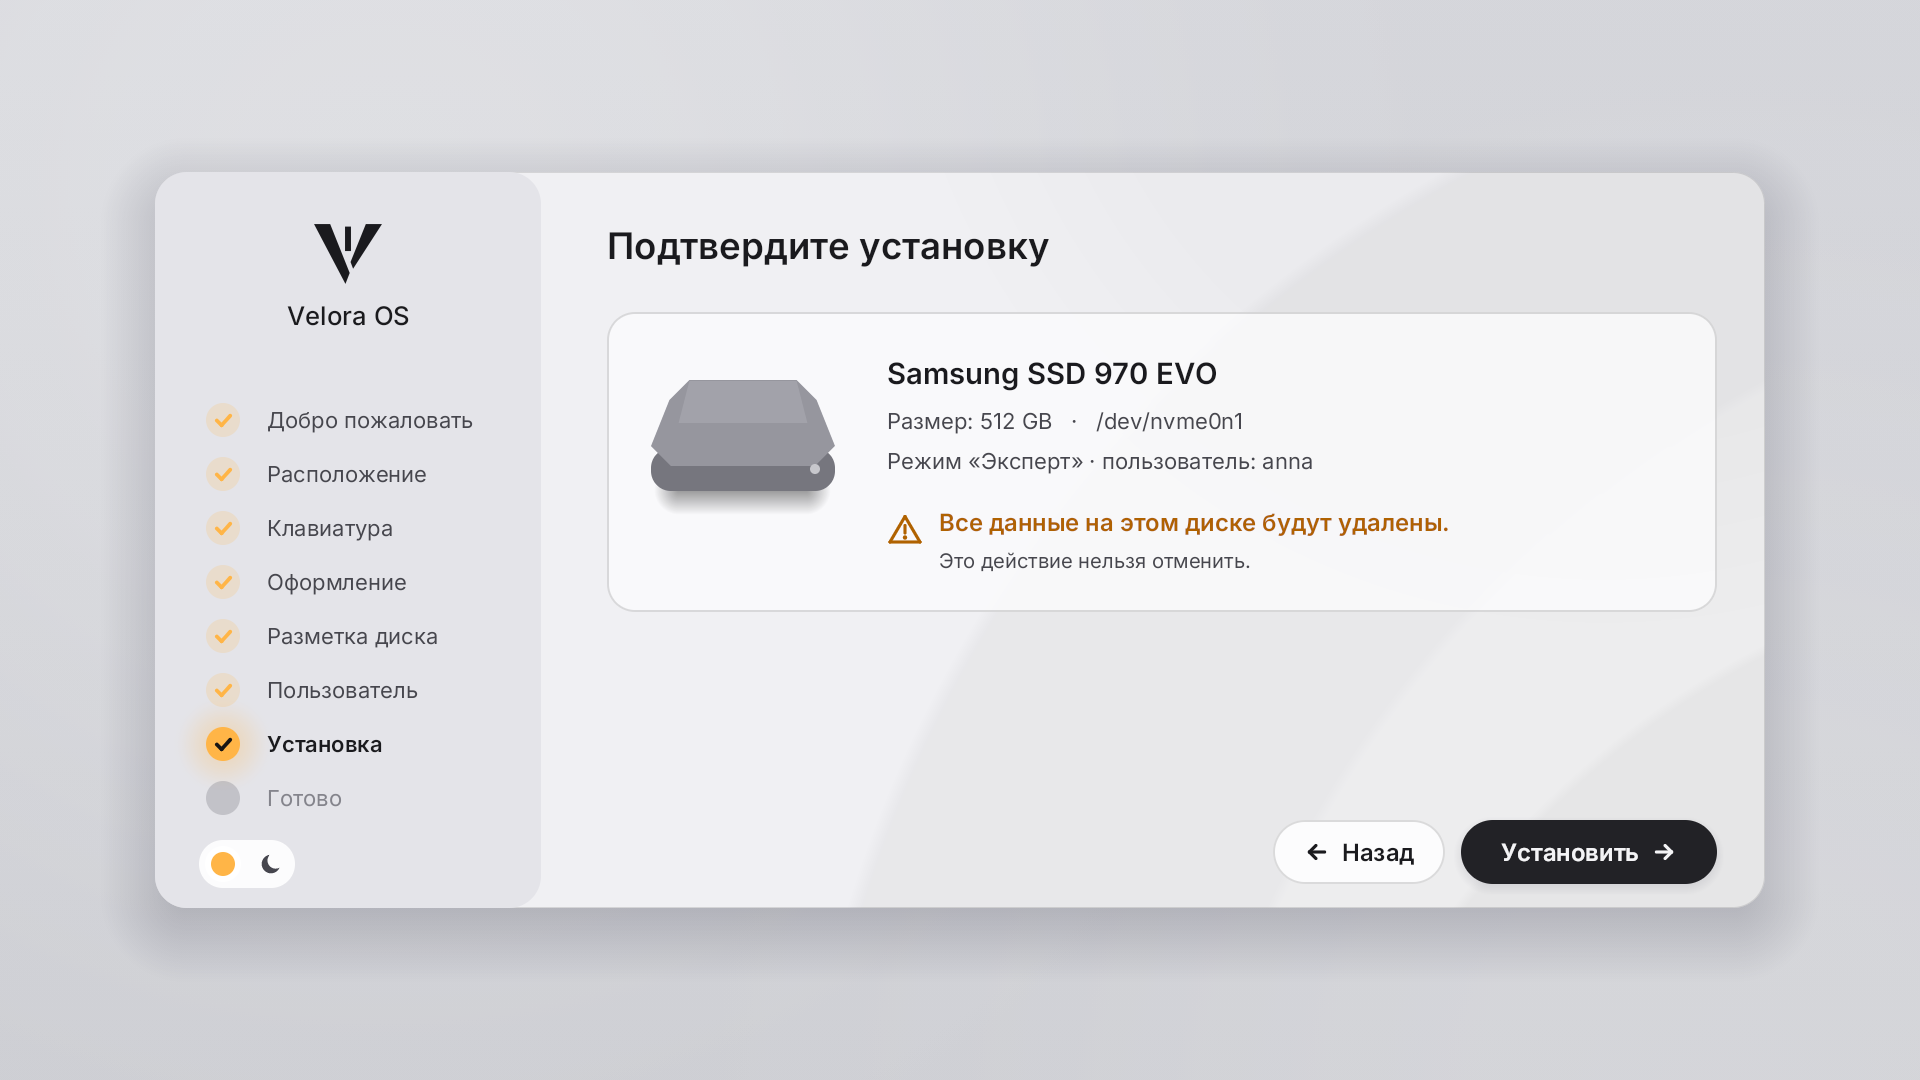 Velora OS
Добро пожаловать
Расположение
Клавиатура
Оформление
Разметка диска
Пользователь
Установка
Готово
Подтвердите установку
Samsung SSD 970 EVO
Размер: 512 GB · /dev/nvme0n1
Режим «Эксперт» · пользователь: anna
Все данные на этом диске будут удалены.
Это действие нельзя отменить.
Назад
Установить